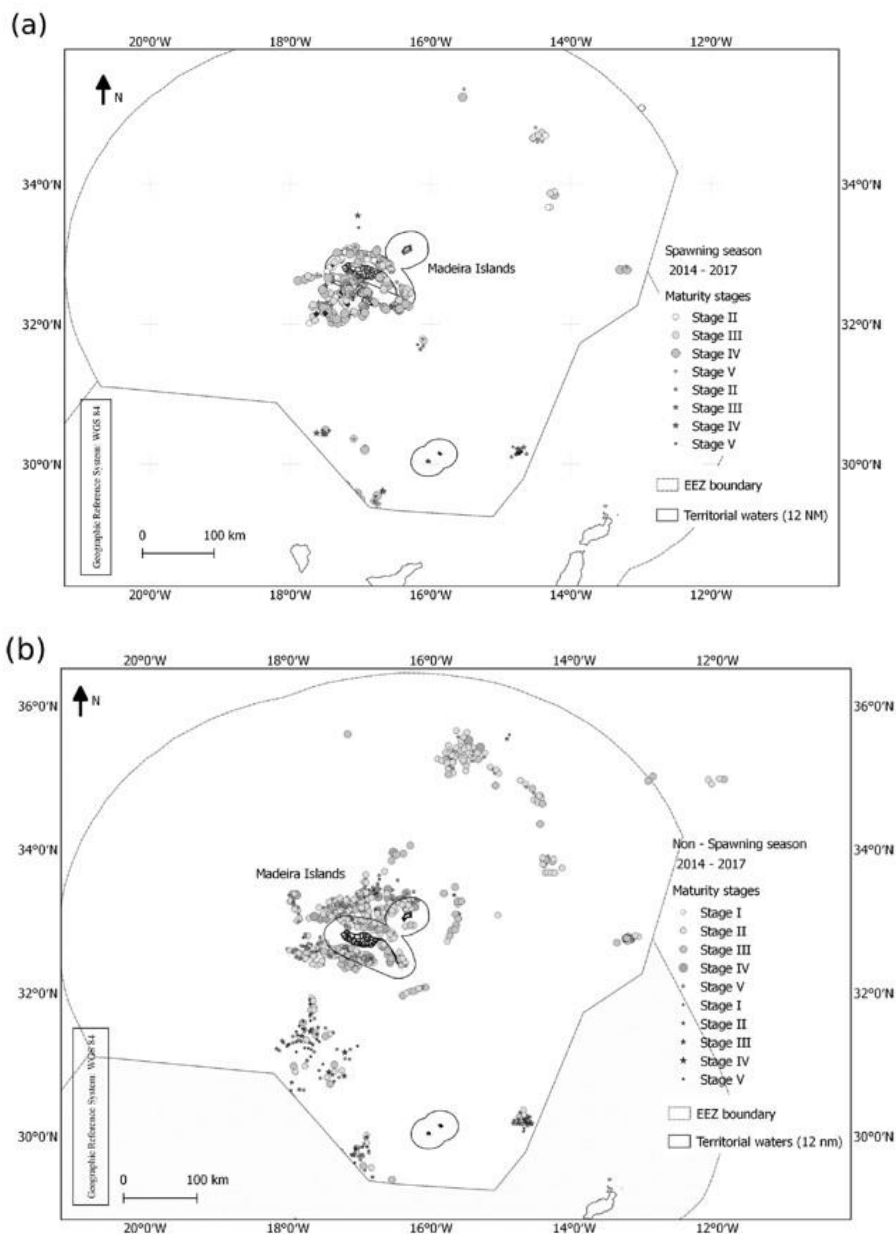 (a)
20°0'W 18°0'W 16°0'W 14°0'W 12°0'W
N
34°0'N 34°0'N
Madeira Islands
Spawning season
2014 - 2017
Maturity stages
32°0'N 32°0'N
Stage II
Stage III
Stage IV
Stage V
Stage II
Stage III
Stage IV
Stage V
30°0'N 30°0'N
EEZ boundary
Territorial waters (12 NM)
Geographic Reference System: WGS 84
0 100 km
20°0'W 18°0'W 16°0'W 14°0'W 12°0'W
(b)
20°0'W 18°0'W 16°0'W 14°0'W 12°0'W
N
36°0'N 36°0'N
34°0'N 34°0'N
Madeira Islands
Non - Spawning season
2014 - 2017
Maturity stages
Stage I
Stage II
Stage III
Stage IV
Stage V
Stage I
Stage II
Stage III
Stage IV
Stage V
32°0'N 32°0'N
30°0'N 30°0'N
EEZ boundary
Territorial waters (12 nm)
Geographic Reference System: WGS 84
0 100 km
20°0'W 18°0'W 16°0'W 14°0'W 12°0'W